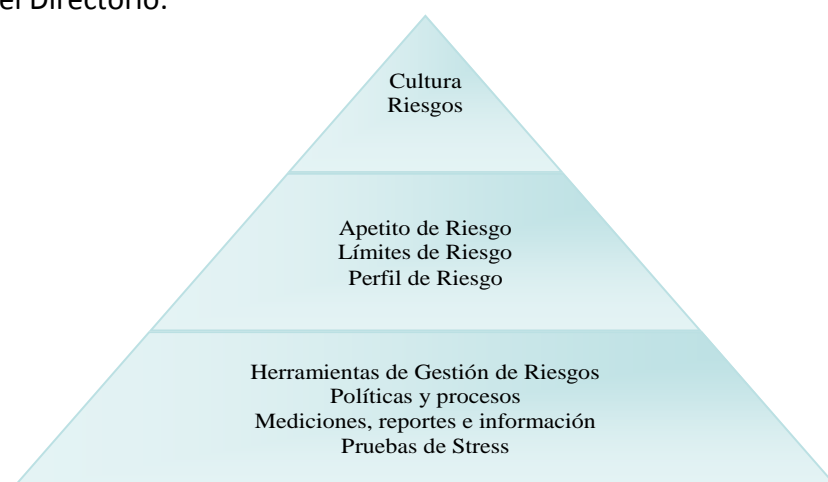 el Directorio.
Cultura
Riesgos
Apetito de Riesgo
Límites de Riesgo
Perfil de Riesgo
Herramientas de Gestión de Riesgos
Políticas y procesos
Mediciones, reportes e información
Pruebas de Stress